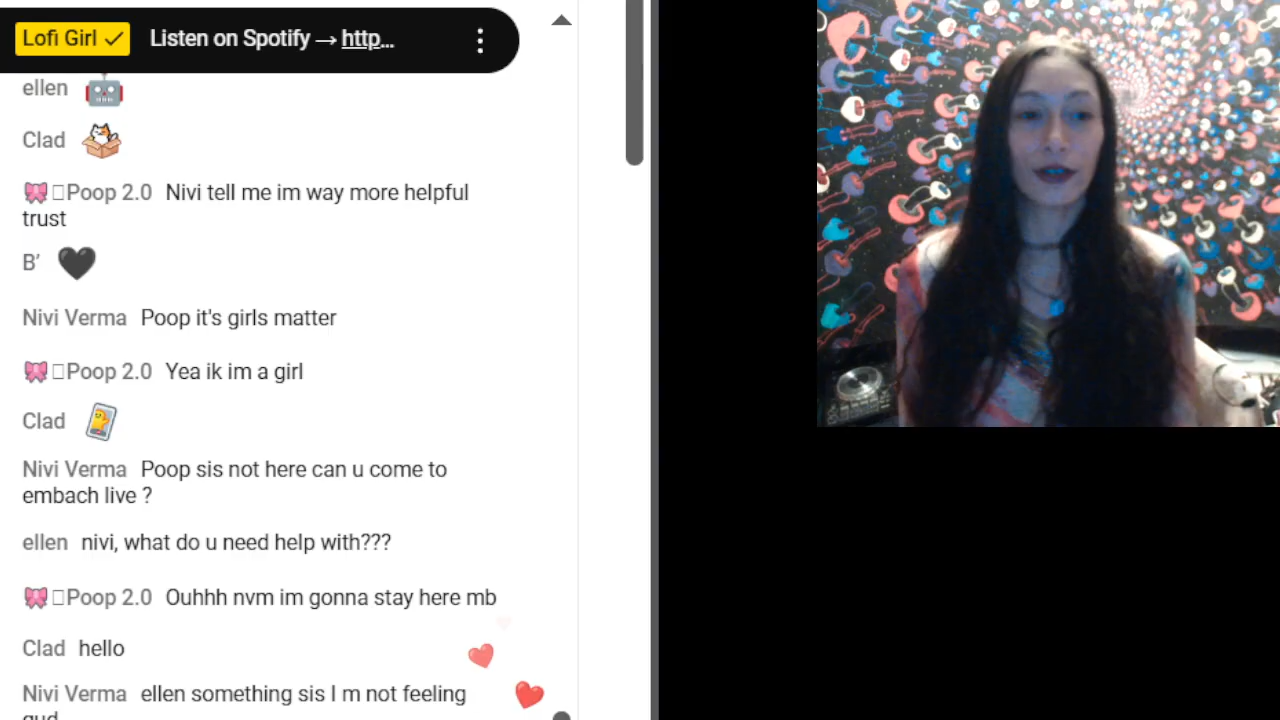 Lofi Girl ✓ Listen on Spotify → http...
ellen 🤖
Clad
🎀 Poop 2.0 Nivi tell me im way more helpful
trust
B’ 🖤
Nivi Verma Poop it's girls matter
🎀 Poop 2.0 Yea ik im a girl
Clad
Nivi Verma Poop sis not here can u come to
embach live ?
ellen nivi, what do u need help with???
🎀 Poop 2.0 Ouhhh nvm im gonna stay here mb
Clad hello
Nivi Verma ellen something sis I m not feeling